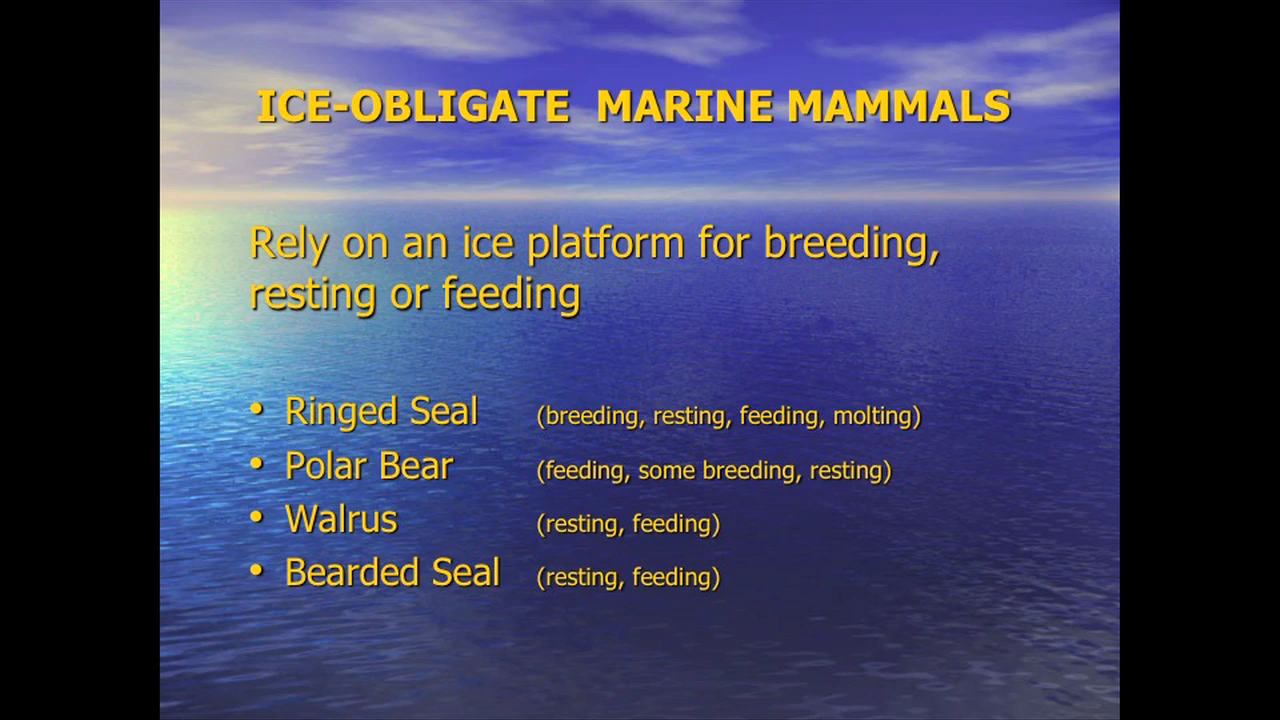 ICE-OBLIGATE MARINE MAMMALS
Rely on an ice platform for breeding,
resting or feeding
• Ringed Seal (breeding, resting, feeding, molting)
• Polar Bear (feeding, some breeding, resting)
• Walrus (resting, feeding)
• Bearded Seal (resting, feeding)